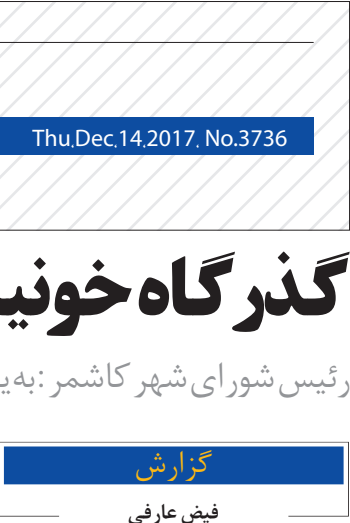 Thu,Dec,14,2017, No.3736
گذرگاه خونی
رئیس شورای شهر کاشمر :به
گزارش
فیض عارفی